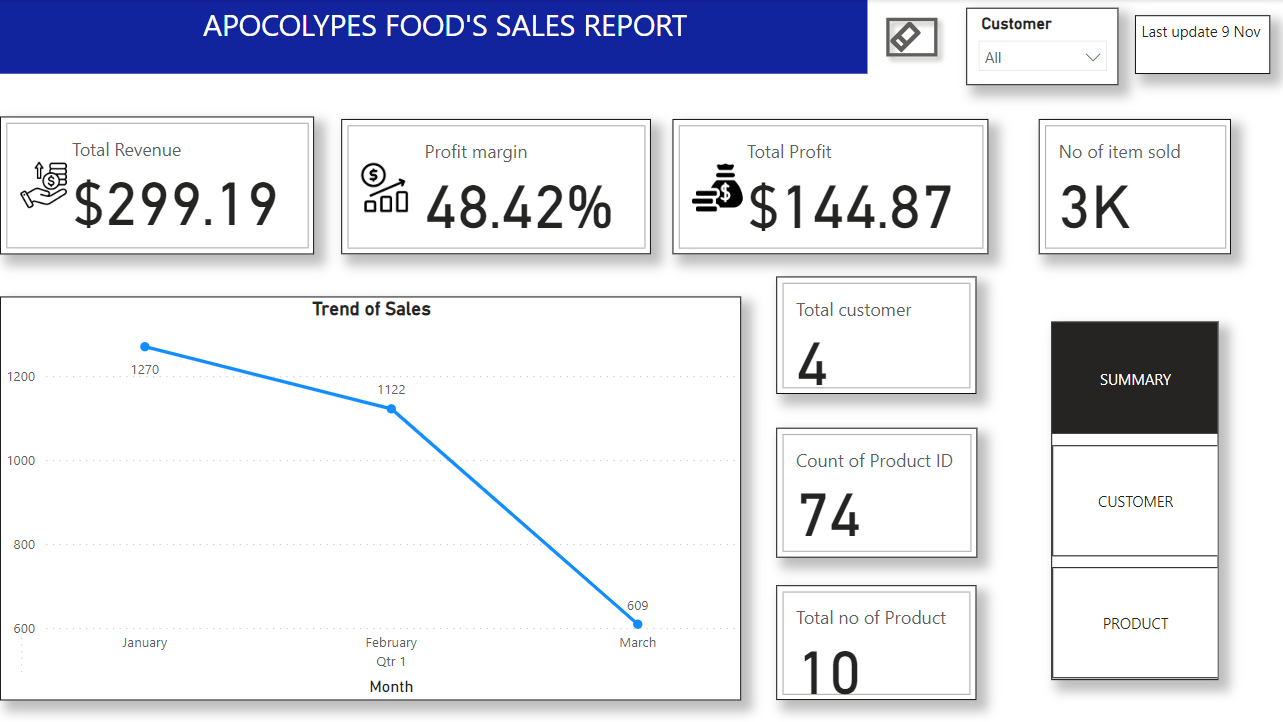 APOCOLYPES FOOD'S SALES REPORT
Customer
All
Last update 9 Nov
Total Revenue
$299.19
Profit margin
48.42%
Total Profit
$144.87
No of item sold
3K
Trend of Sales
1200
1000
800
600
1270
1122
609
January
February
March
Qtr 1
Month
Total customer
4
Count of Product ID
74
Total no of Product
10
SUMMARY
CUSTOMER
PRODUCT